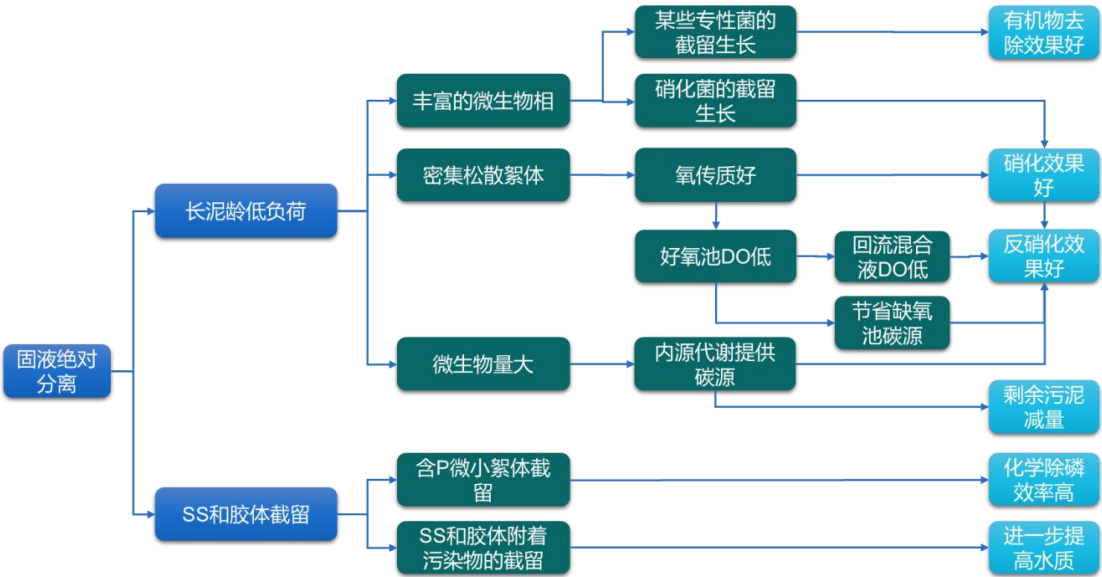 某些专性菌的
截留生长
有机物去
除效果好
丰富的微生物相
硝化菌的截留
生长
密集松散絮体
氧传质好
硝化效果
好
长泥龄低负荷
好氧池DO低
回流混合
液DO低
反硝化效
果好
节省缺氧
池碳源
固液绝对
分离
微生物量大
内源代谢提供
碳源
剩余污泥
减量
含P微小絮体截
留
化学除磷
效率高
SS和胶体截留
SS和胶体附着
污染物的截留
进一步提
高水质